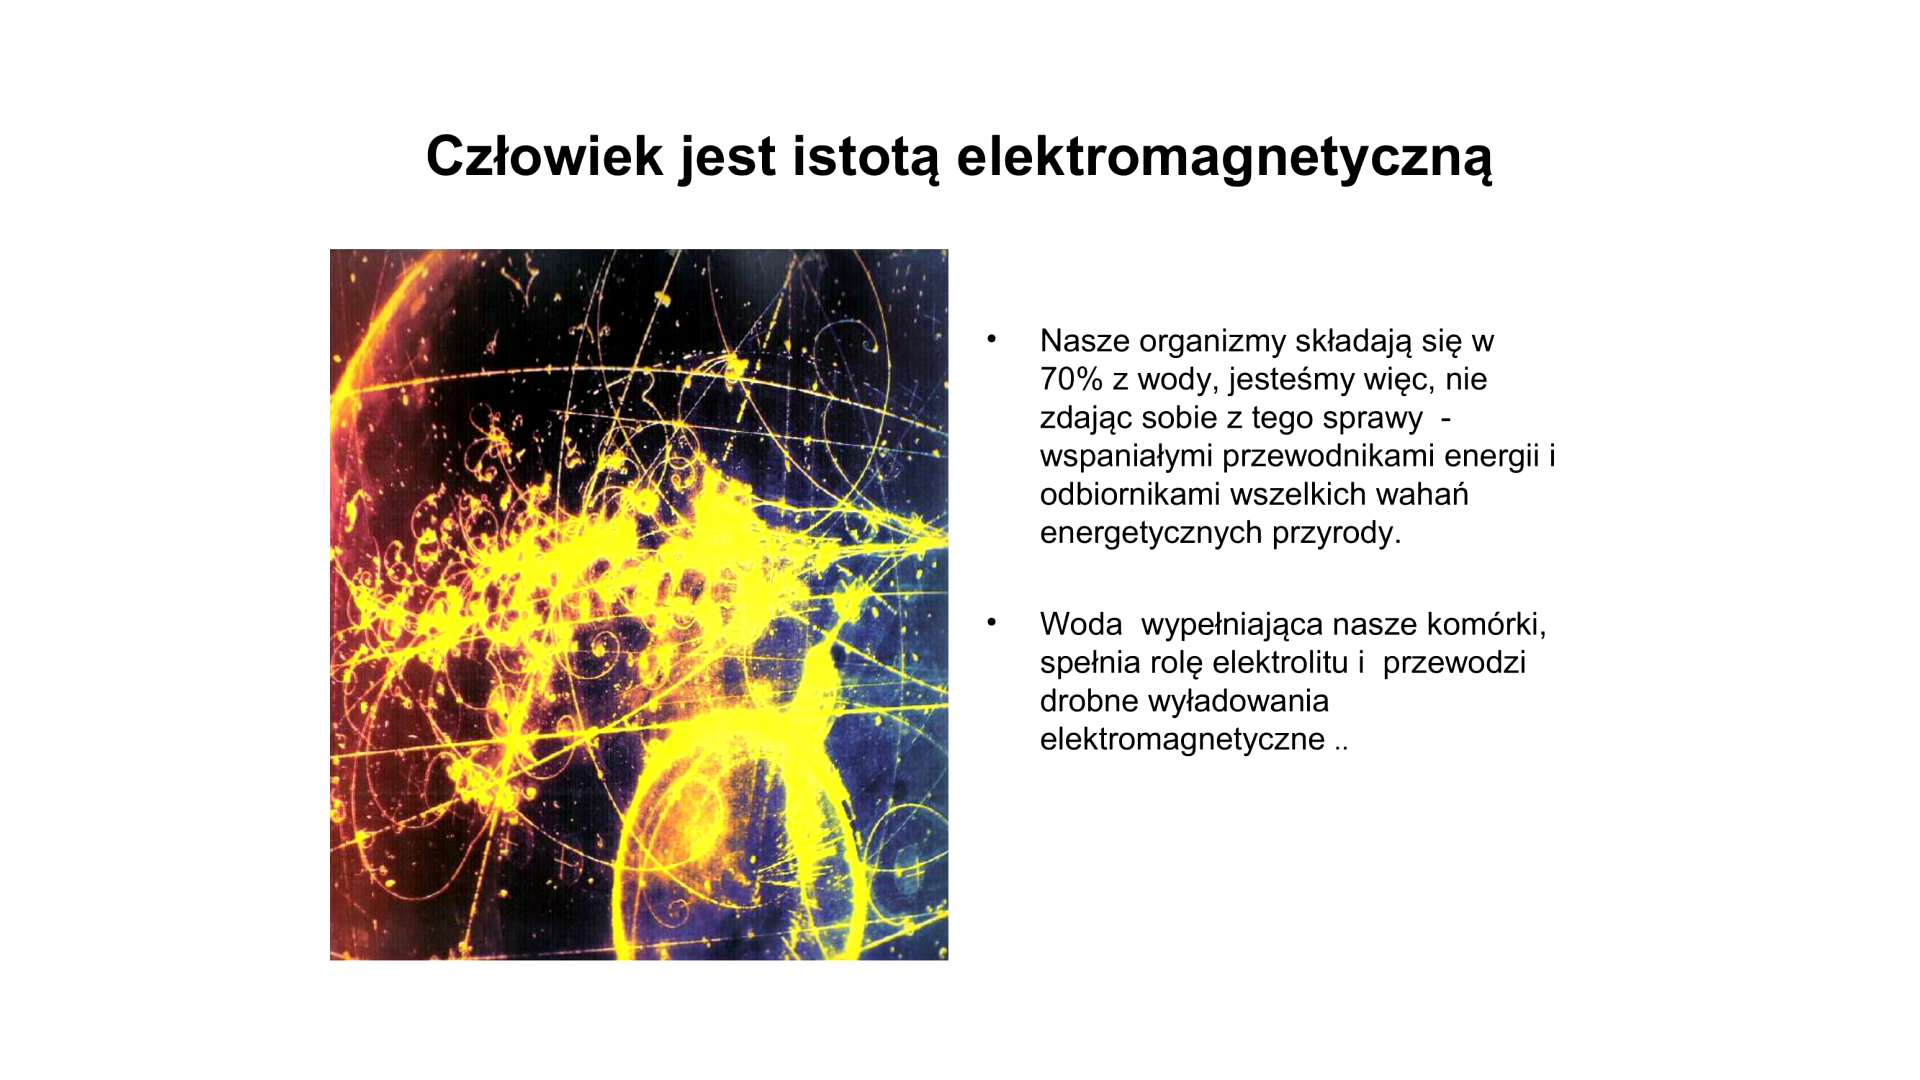 Człowiek jest istotą elektromagnetyczną
• Nasze organizmy składają się w
70% z wody, jesteśmy więc, nie
zdając sobie z tego sprawy  -
wspaniałymi przewodnikami energii i
odbiornikami wszelkich wahań
energetycznych przyrody.
• Woda  wypełniająca nasze komórki,
spełnia rolę elektrolitu i  przewodzi
drobne wyładowania
elektromagnetyczne ..